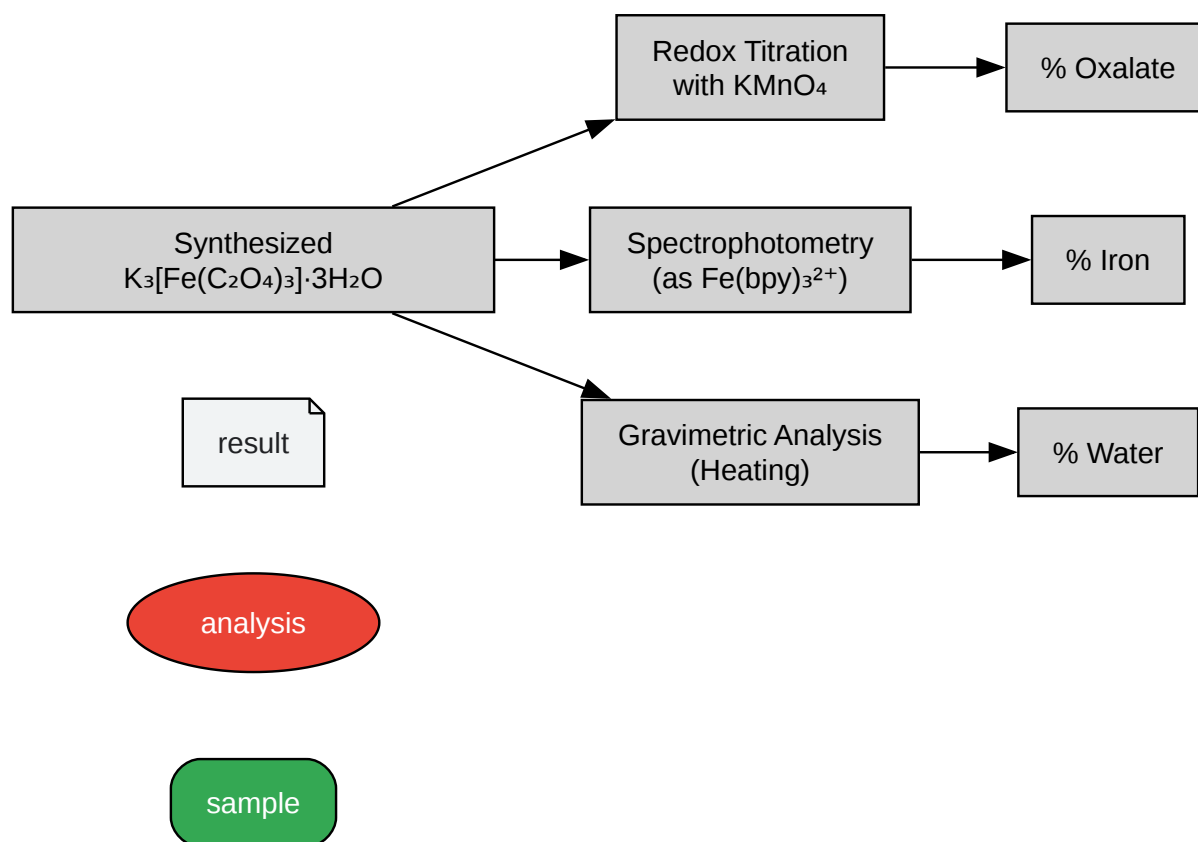 Redox Titration
with KMnO₄
% Oxalate
Synthesized
K₃[Fe(C₂O₄)₃]·3H₂O
Spectrophotometry
(as Fe(bpy)₃²⁺)
% Iron
Gravimetric Analysis
(Heating)
% Water
result
analysis
sample